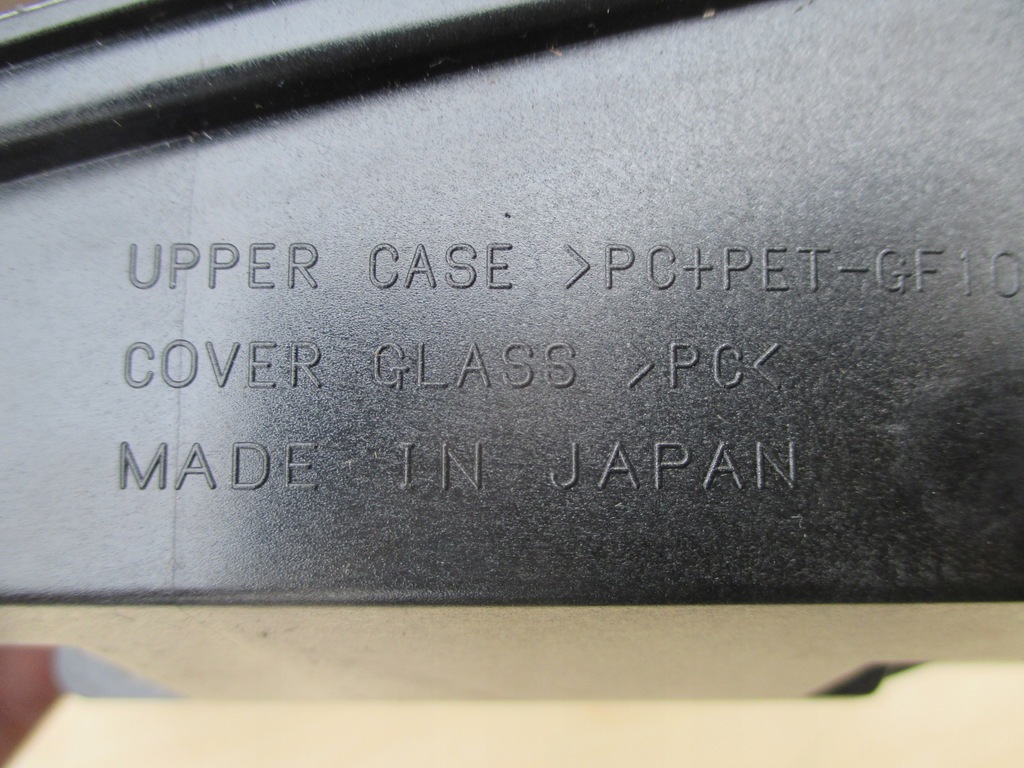 UPPER CASE >PC+PET-GF10
COVER GLASS >PC<
MADE IN JAPAN